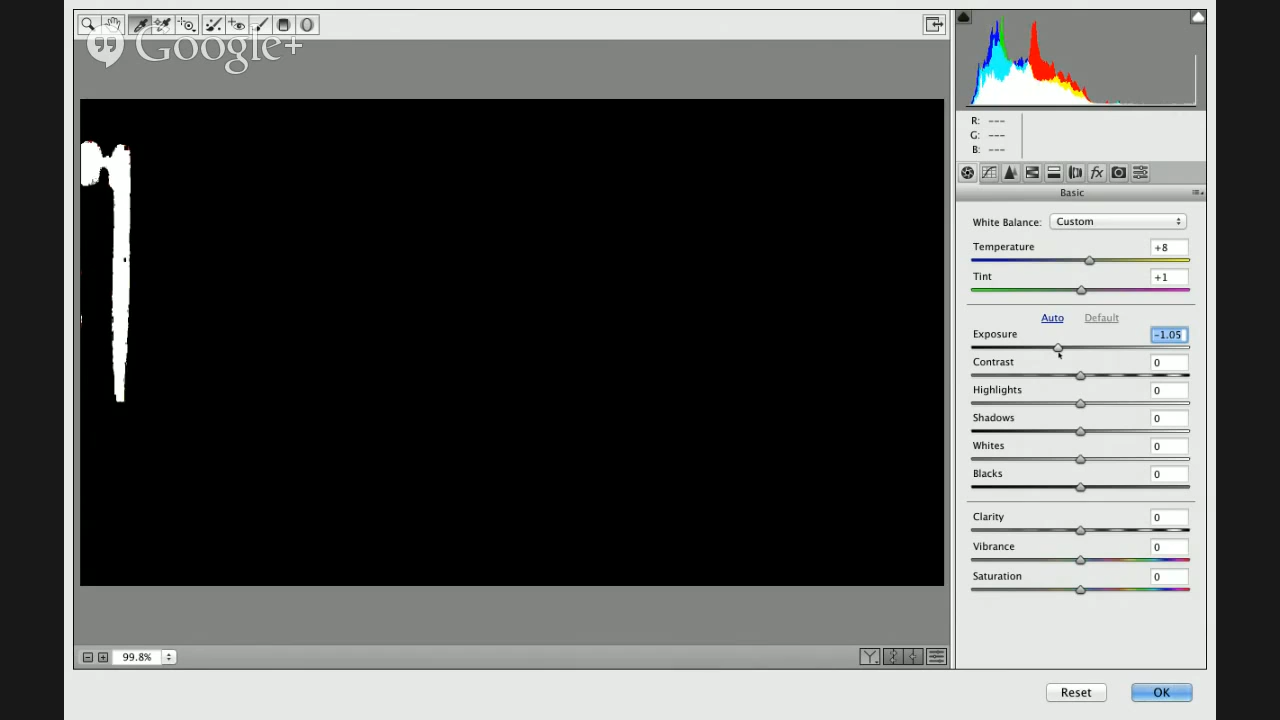 Google+
R: ---
G: ---
B: ---
Basic
White Balance: Custom
Temperature +8
Tint +1
Auto Default
Exposure -1.05
Contrast 0
Highlights 0
Shadows 0
Whites 0
Blacks 0
Clarity 0
Vibrance 0
Saturation 0
99.8%
Reset OK